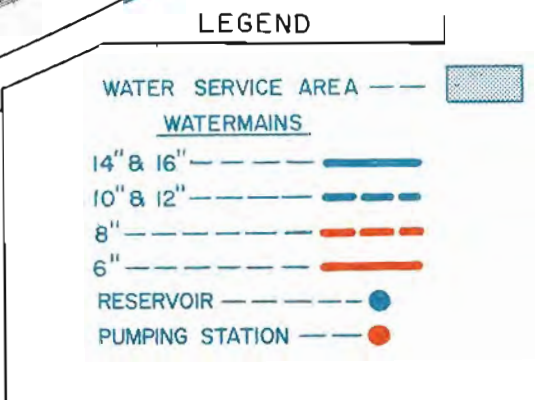 LEGEND
WATER SERVICE AREA
WATERMAINS
14" & 16"
10" & 12"
8"
6"
RESERVOIR
PUMPING STATION